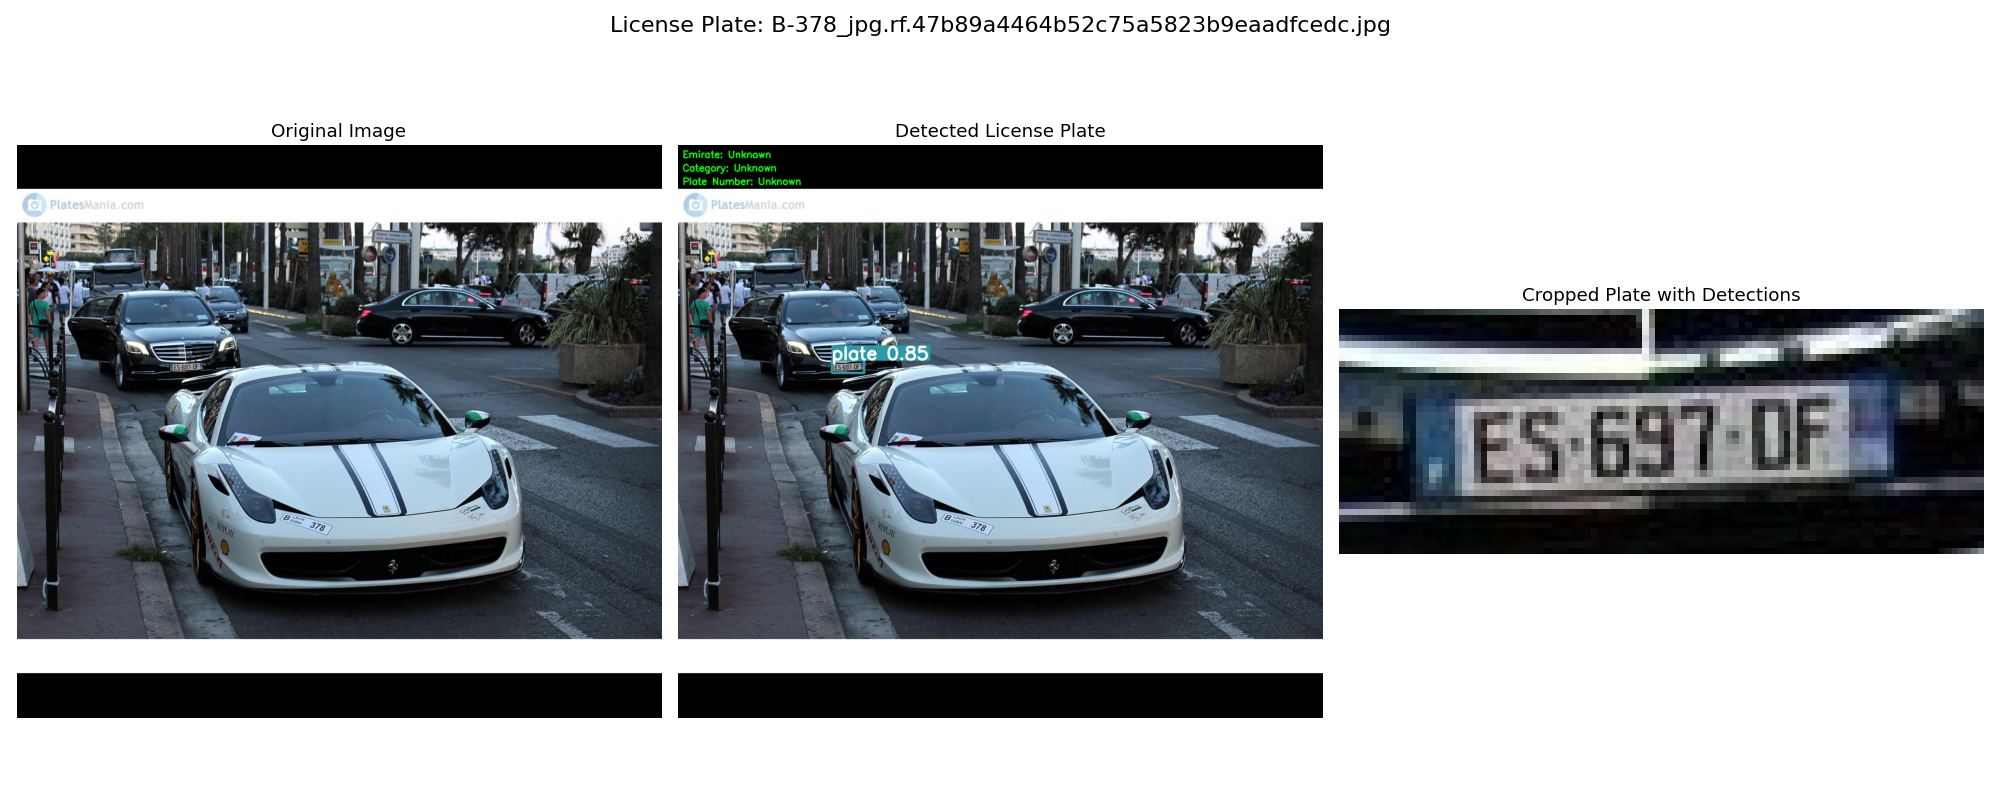 License Plate: B-378_jpg.rf.47b89a4464b52c75a5823b9eaadfcedc.jpg
Original Image
Detected License Plate
Emirate: Unknown
Category: Unknown
Plate Number: Unknown
PlatesMania.com
PlatesMania.com
plate 0.85
ES 697 DF
B 378
B 378
Cropped Plate with Detections
ES·697·DF